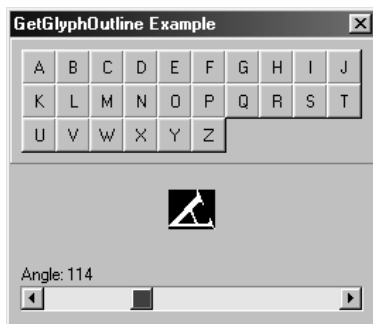 GetGlyphOutline Example
A B C D E F G H I J
K L M N O P Q R S T
U V W X Y Z
Angle: 114